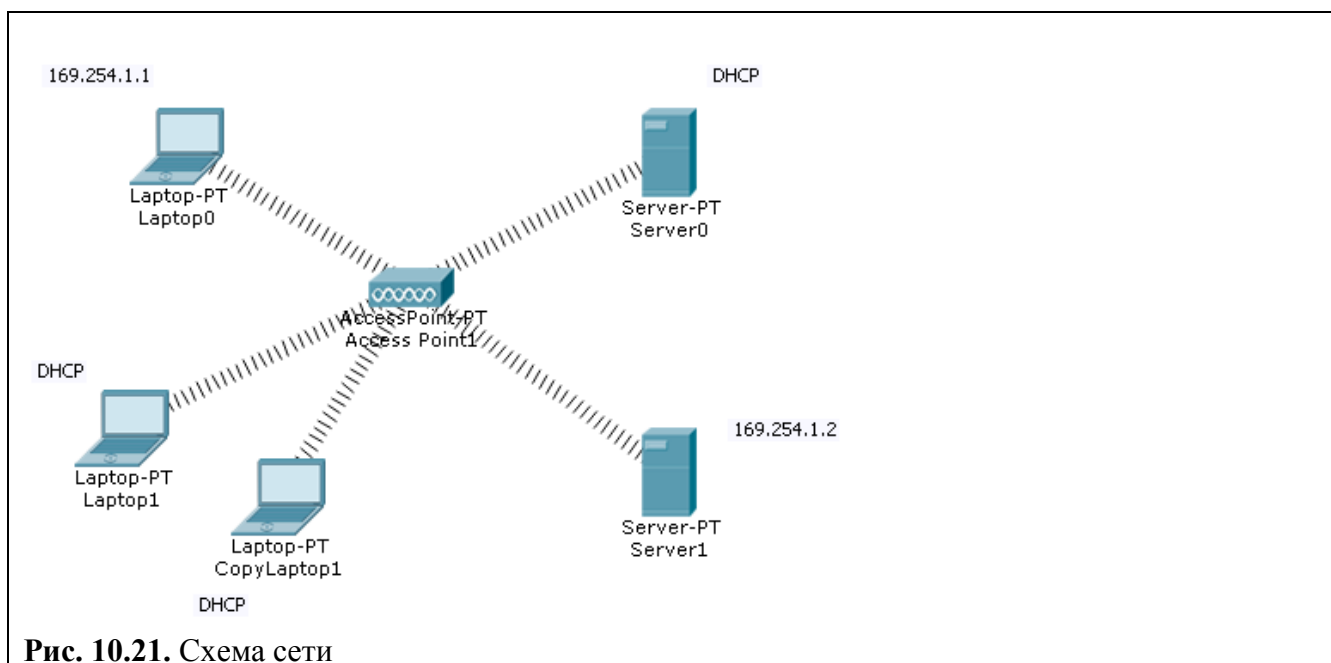 169.254.1.1
DHCP
Laptop-PT
Laptop0
Server-PT
Server0
AccessPoint-PT
Access Point1
DHCP
169.254.1.2
Laptop-PT
Laptop1
Server-PT
Server1
Laptop-PT
CopyLaptop1
DHCP
Рис. 10.21. Схема сети